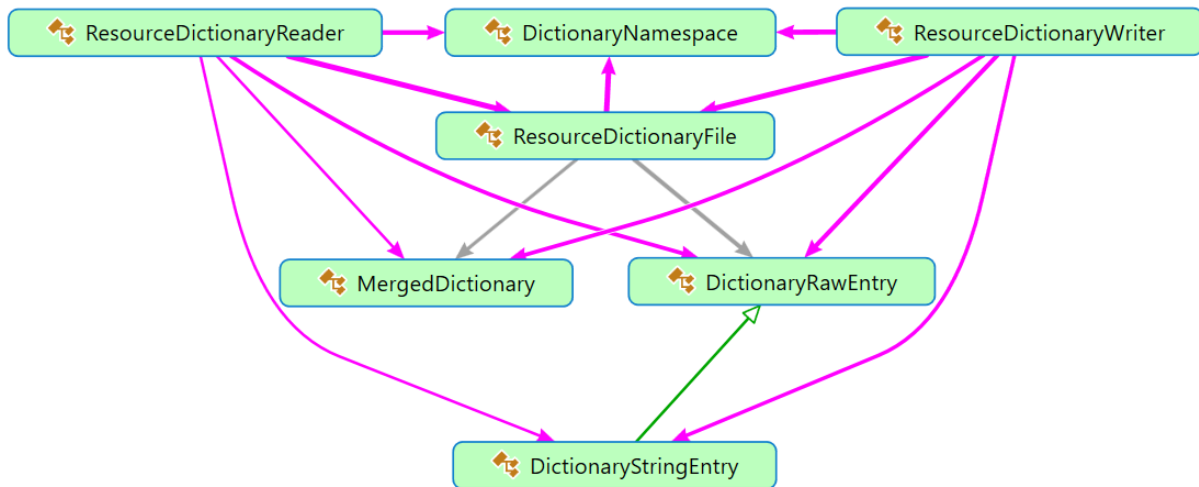 ResourceDictionaryReader
DictionaryNamespace
ResourceDictionaryWriter
ResourceDictionaryFile
MergedDictionary
DictionaryRawEntry
DictionaryStringEntry